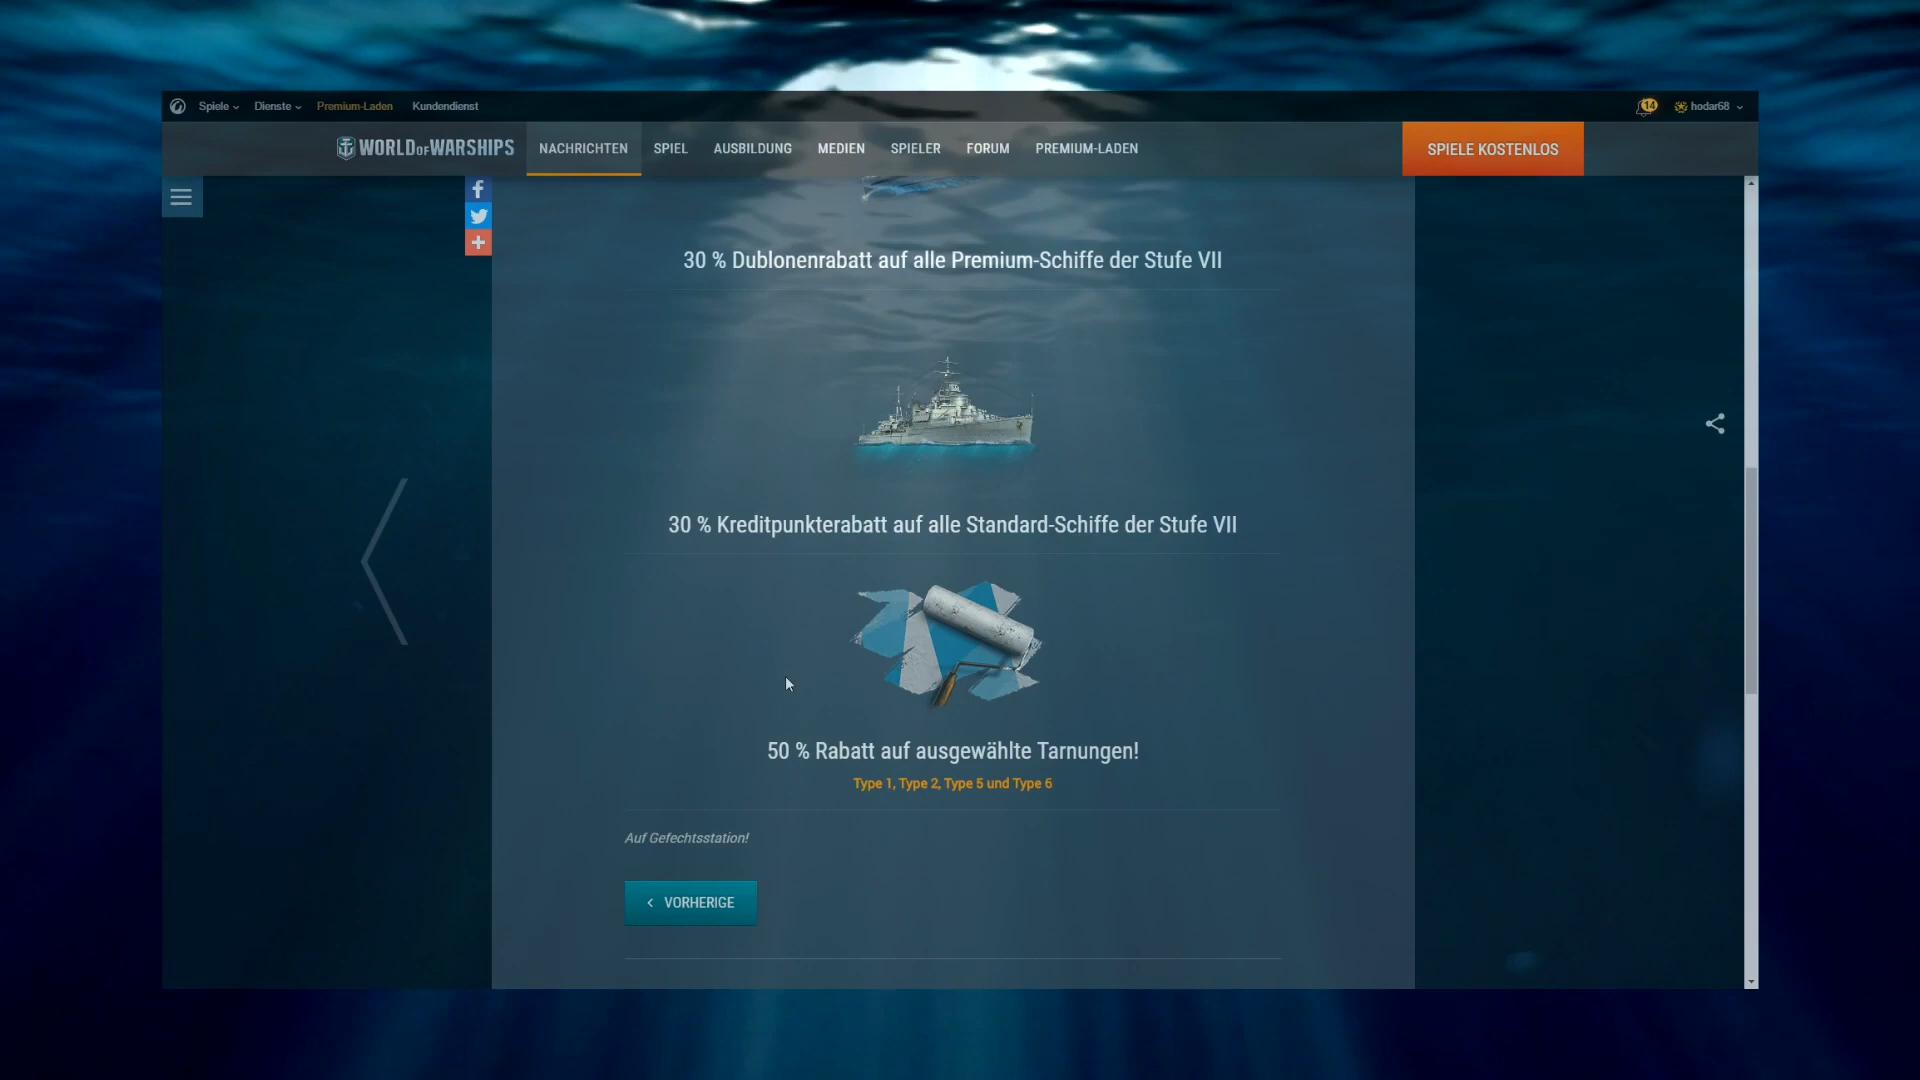 Spiele
Dienste
Premium-Laden
Kundendienst
14
hodar68
WORLD OF WARSHIPS
NACHRICHTEN
SPIEL
AUSBILDUNG
MEDIEN
SPIELER
FORUM
PREMIUM-LADEN
SPIELE KOSTENLOS
30 % Dublonenrabatt auf alle Premium-Schiffe der Stufe VII
30 % Kreditpunkterabatt auf alle Standard-Schiffe der Stufe VII
50 % Rabatt auf ausgewählte Tarnungen!
Type 1, Type 2, Type 5 und Type 6
Auf Gefechtsstation!
VORHERIGE